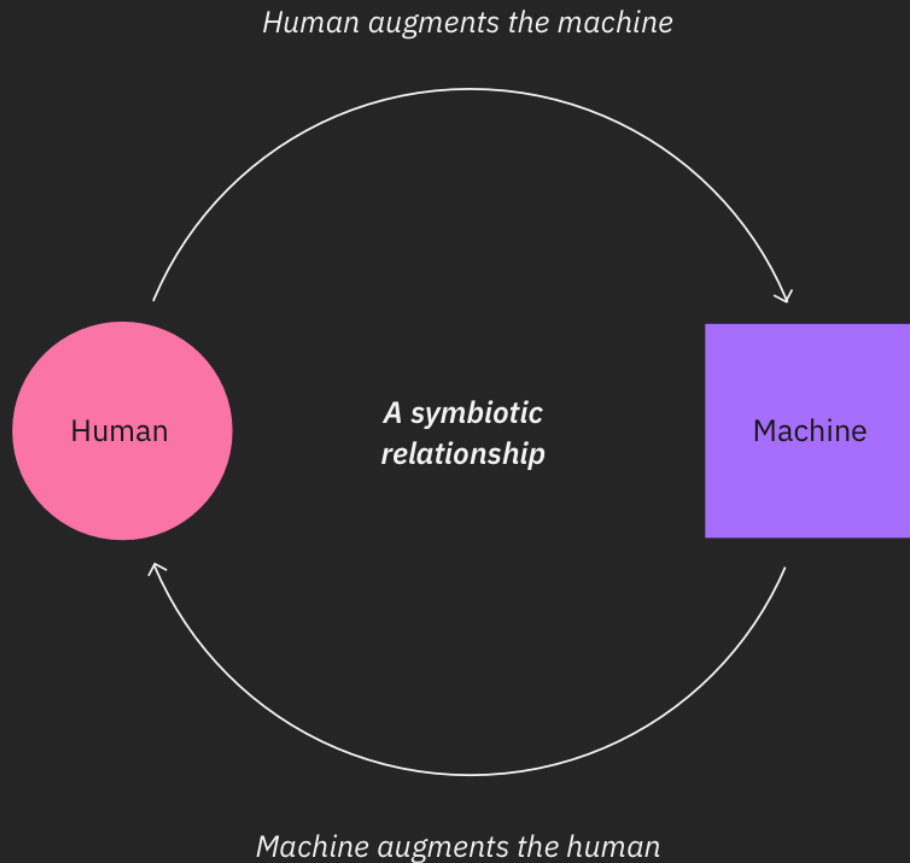 Human augments the machine
Human
A symbiotic
relationship
Machine
Machine augments the human